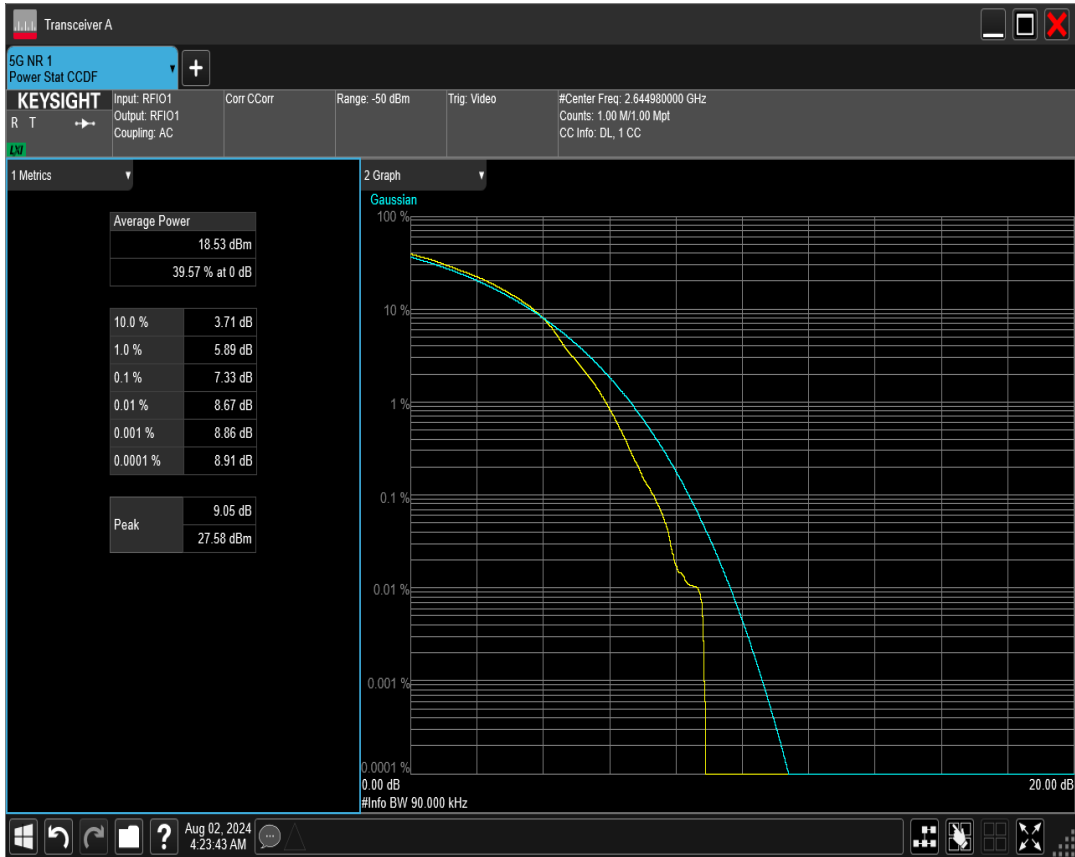 Transceiver A
5G NR 1
Power Stat CCDF
+
KEYSIGHT
R T
LXI
Input: RFIO1
Output: RFIO1
Coupling: AC
Corr CCorr
Range: -50 dBm
Trig: Video
#Center Freq: 2.644980000 GHz
Counts: 1.00 M/1.00 Mpt
CC Info: DL, 1 CC
1 Metrics
Average Power
18.53 dBm
39.57 % at 0 dB
10.0 % 3.71 dB
1.0 % 5.89 dB
0.1 % 7.33 dB
0.01 % 8.67 dB
0.001 % 8.86 dB
0.0001 % 8.91 dB
Peak
9.05 dB
27.58 dBm
2 Graph
Gaussian
100 %
10 %
1 %
0.1 %
0.01 %
0.001 %
0.0001 %
0.00 dB 20.00 dB
#Info BW 90.000 kHz
?
Aug 02, 2024
4:23:43 AM